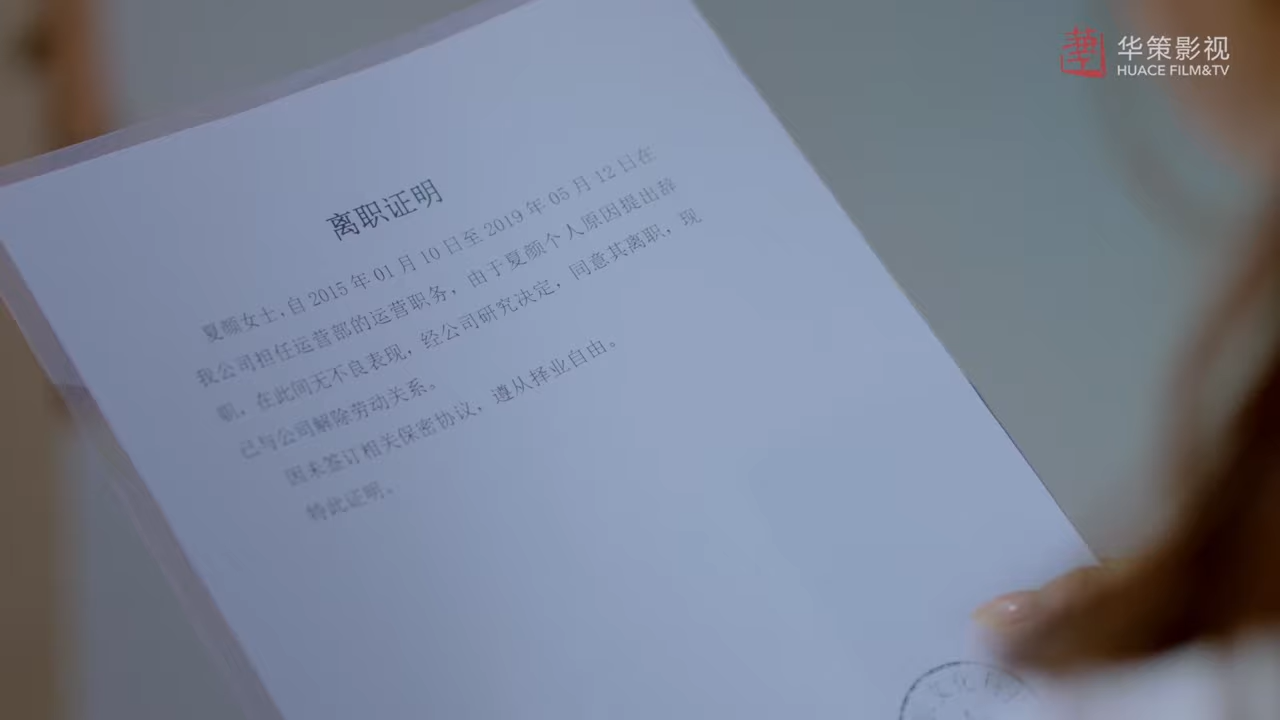 华策影视
HUACE FILM&TV
离职证明
夏颜女士,自2015年01月10日至2019年05月12日在
我公司担任运营部的运营职务，由于夏颜个人原因提出辞
职，在此间无不良表现，经公司研究决定，同意其离职，现
已与公司解除劳动关系。
因未签订相关保密协议，遵从择业自由。
特此证明。
文化